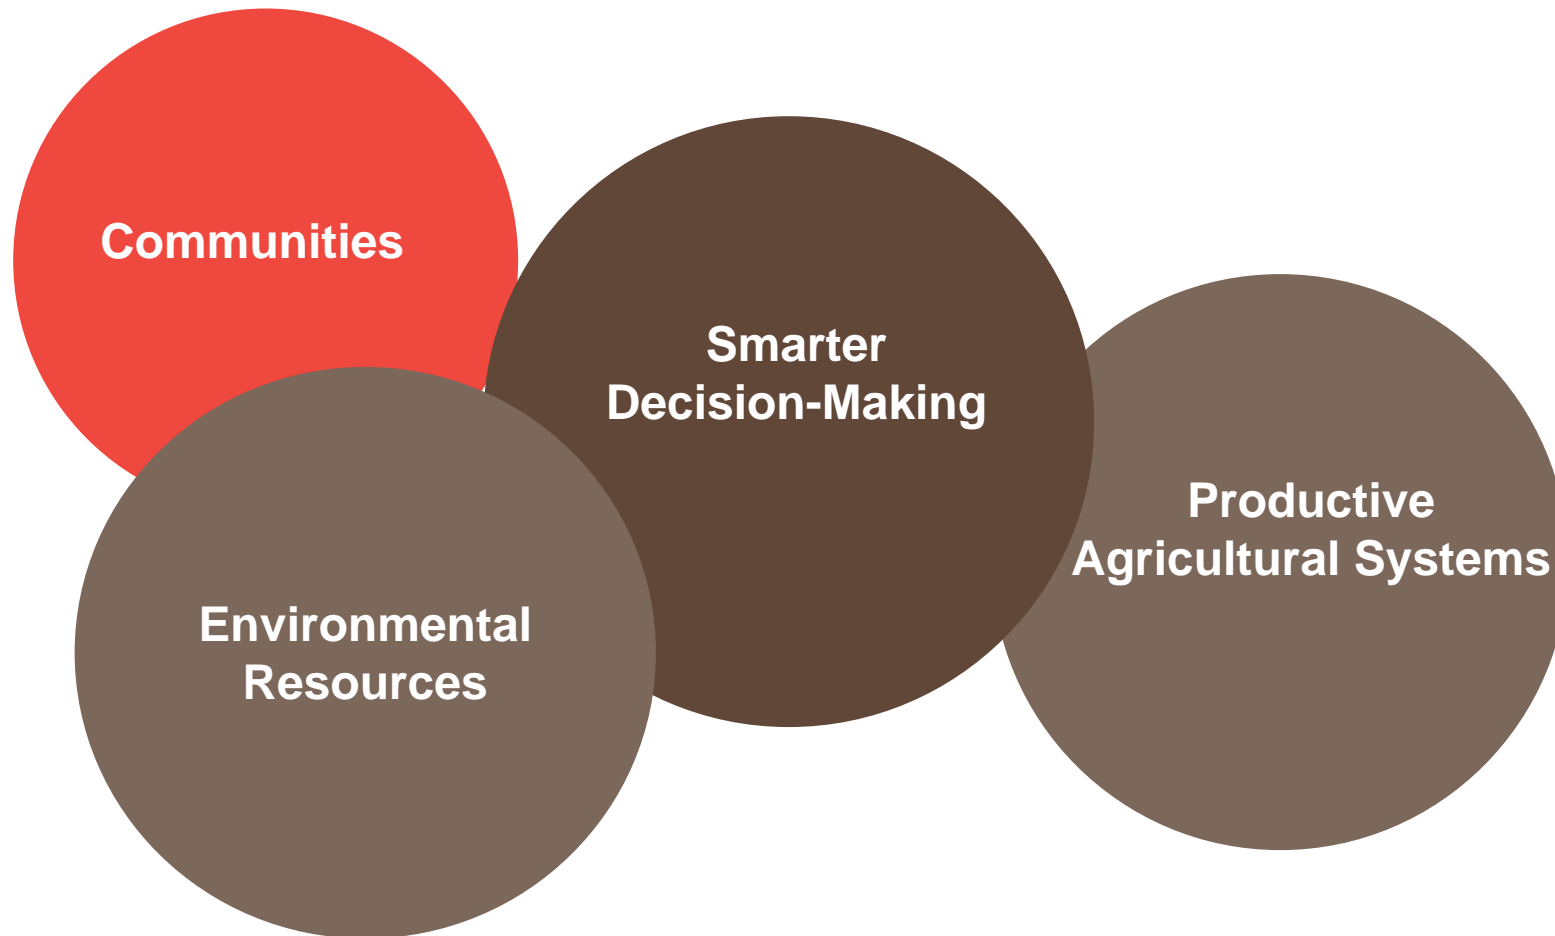 Communities
Smarter
Decision-Making
Productive
Agricultural Systems
Environmental
Resources